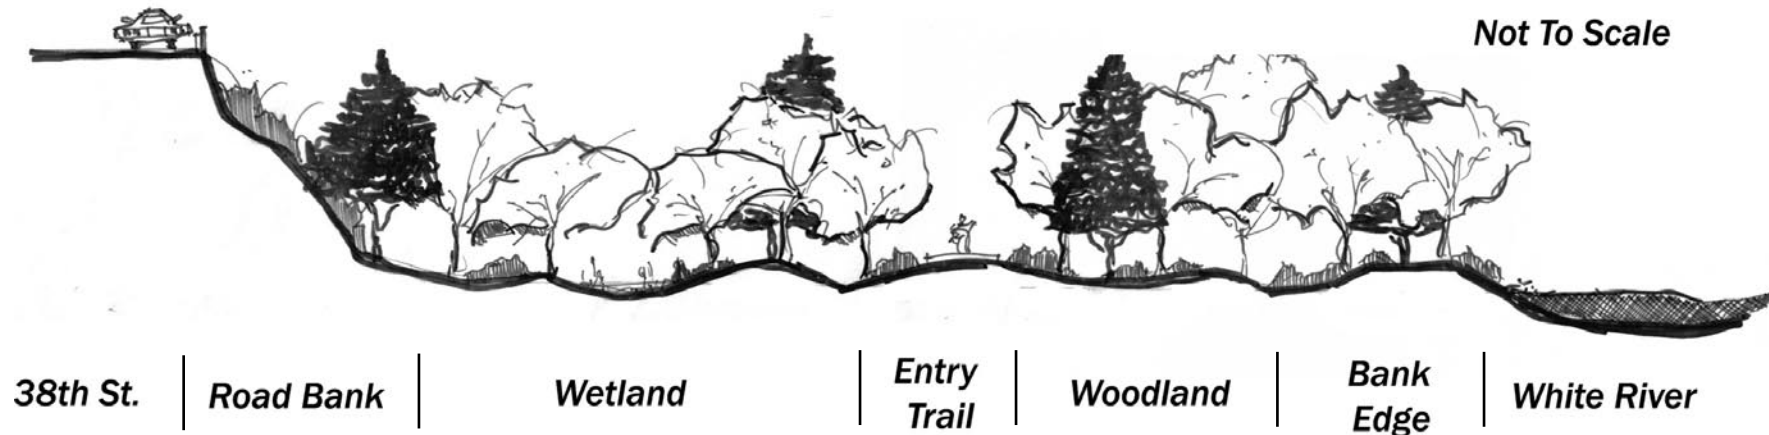 Not To Scale
38th St.
Road Bank
Wetland
Entry
Trail
Woodland
Bank
Edge
White River